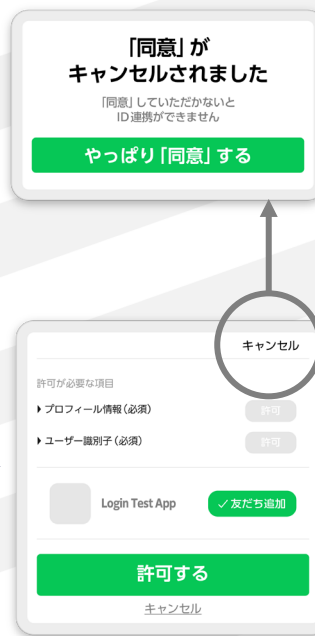 「同意」が
キャンセルされました
「同意」していただかないと
ID連携ができません
やっぱり「同意」する
キャンセル
許可が必要な項目
プロフィール情報(必須)
許可
ユーザー識別子(必須)
許可
Login Test App
友だち追加
許可する
キャンセル